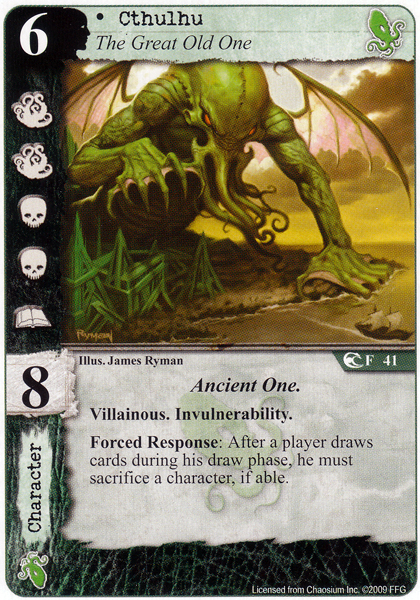 6
• Cthulhu
The Great Old One
RYMAN
Illus. James Ryman
F 41
8
Ancient One.
Villainous. Invulnerability.
Forced Response: After a player draws
cards during his draw phase, he must
sacrifice a character, if able.
Character
Licensed from Chaosium Inc. ©2009 FFG